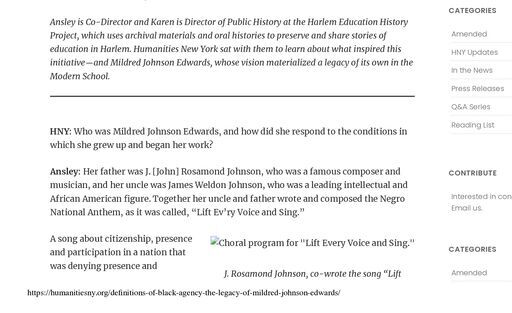 Ansley is Co-Director and Karen is Director of Public History at the Harlem Education History
Project, which uses archival materials and oral histories to preserve and share stories of
education in Harlem. Humanities New York sat with them to learn about what inspired this
initiative—and Mildred Johnson Edwards, whose vision materialized a legacy of its own in the
Modern School.
HNY: Who was Mildred Johnson Edwards, and how did she respond to the conditions in
which she grew up and began her work?
Ansley: Her father was J. [John] Rosamond Johnson, who was a famous composer and
musician, and her uncle was James Weldon Johnson, who was a leading intellectual and
African American figure. Together her uncle and father wrote and composed the Negro
National Anthem, as it was called, “Lift Ev'ry Voice and Sing.”
A song about citizenship, presence
and participation in a nation that
was denying presence and
Choral program for "Lift Every Voice and Sing."
J. Rosamond Johnson, co-wrote the song “Lift
CATEGORIES
Amended
HNY Updates
In the News
Press Releases
Q&A Series
Reading List
CONTRIBUTE
Interested in con
Email us.
CATEGORIES
Amended
https://humanitiesny.org/definitions-of-black-agency-the-legacy-of-mildred-johnson-edwards/